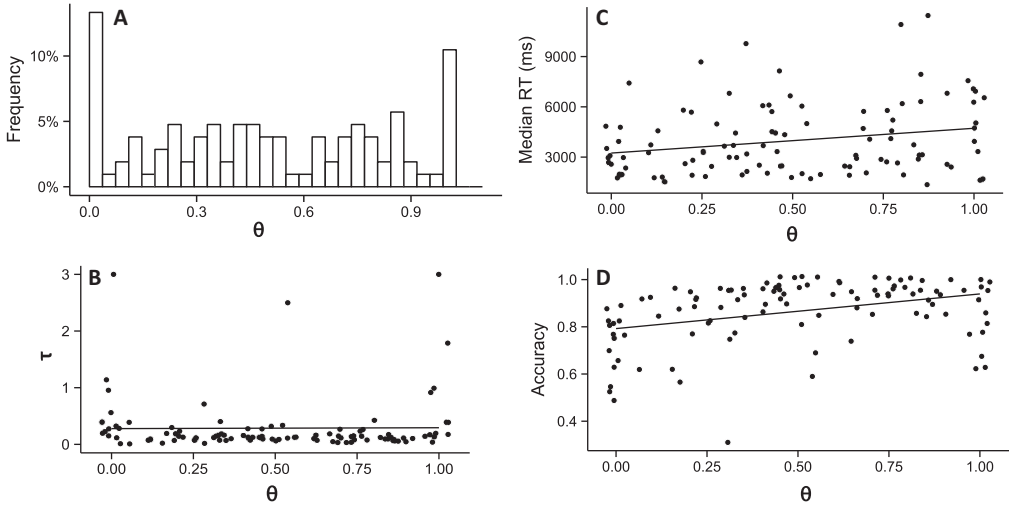 A
Frequency
10%
5%
0%
0.0 0.3 0.6 0.9
θ
C
Median RT (ms)
9000
6000
3000
0.00 0.25 0.50 0.75 1.00
θ
B
τ
3
2
1
0
0.00 0.25 0.50 0.75 1.00
θ
D
Accuracy
1.0
0.8
0.6
0.4
0.00 0.25 0.50 0.75 1.00
θ